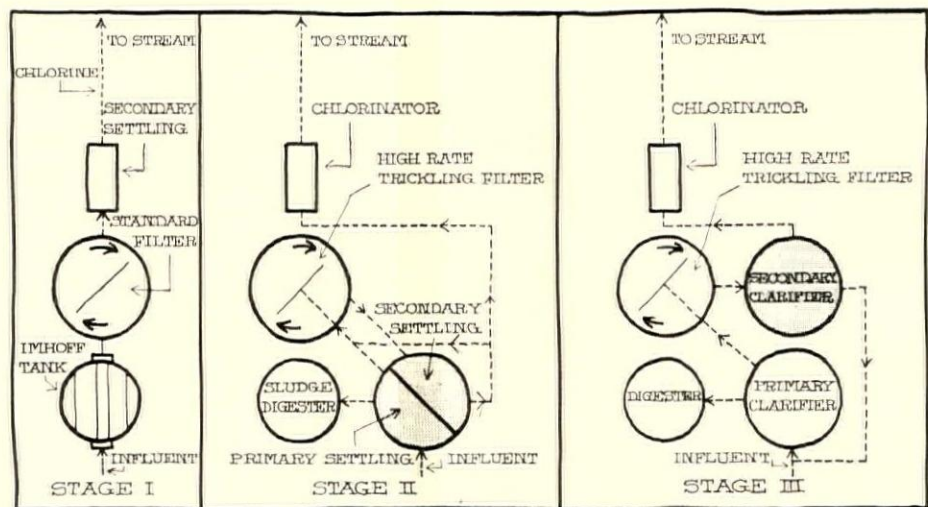 TO STREAM
CHLORINE
SECONDARY
SETTLING
STANDARD
FILTER
IMHOFF
TANK
INFLUENT
STAGE I
TO STREAM
CHLORINATOR
HIGH RATE
TRICKLING FILTER
SECONDARY
SETTLING
SLUDGE
DIGESTER
PRIMARY SETTLING
INFLUENT
STAGE II
TO STREAM
CHLORINATOR
HIGH RATE
TRICKLING FILTER
SECONDARY
CLARIFIER
DIGESTER
PRIMARY
CLARIFIER
INFLUENT
STAGE III